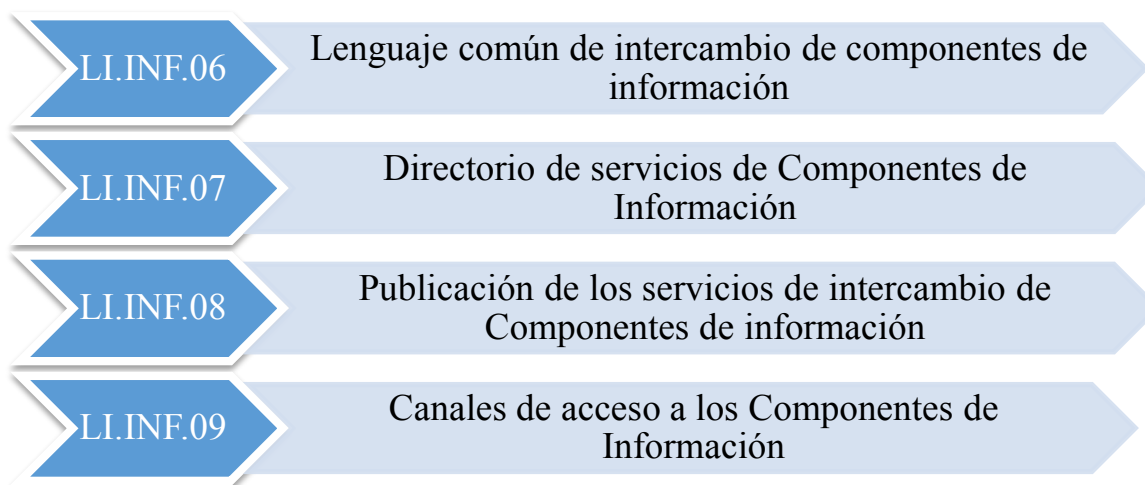 LI.INF.06
Lenguaje común de intercambio de componentes de
información
LI.INF.07
Directorio de servicios de Componentes de
Información
LI.INF.08
Publicación de los servicios de intercambio de
Componentes de información
LI.INF.09
Canales de acceso a los Componentes de
Información